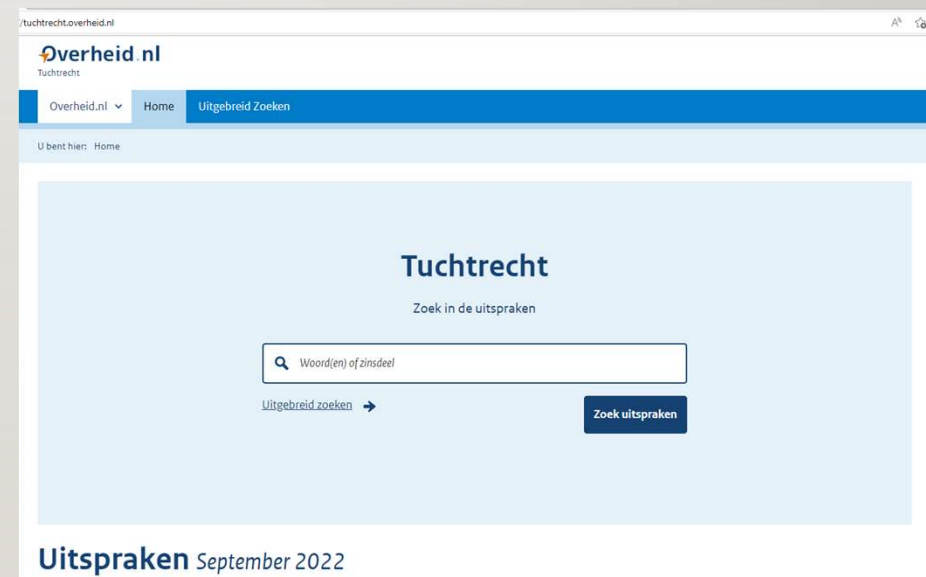 /tuchtrecht.overheid.nl
Overheid.nl
Tuchtrecht
Overheid.nl Home Uitgebreid Zoeken
U bent hier: Home
Tuchtrecht
Zoek in de uitspraken
Woord(en) of zinsdeel
Uitgebreid zoeken
Zoek uitspraken
Uitspraken September 2022